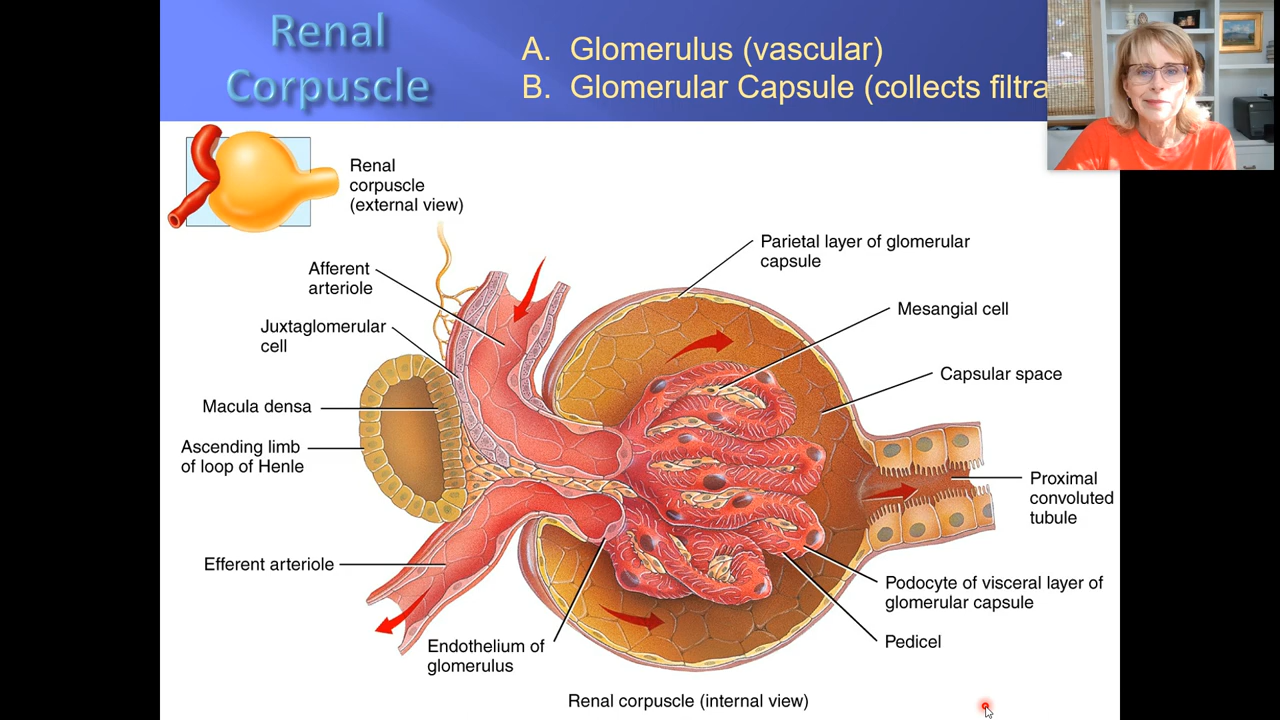 Renal
Corpuscle
A. Glomerulus (vascular)
B. Glomerular Capsule (collects filtra
Renal
corpuscle
(external view)
Parietal layer of glomerular
capsule
Afferent
arteriole
Mesangial cell
Juxtaglomerular
cell
Capsular space
Macula densa
Ascending limb
of loop of Henle
Proximal
convoluted
tubule
Efferent arteriole
Podocyte of visceral layer of
glomerular capsule
Endothelium of
glomerulus
Pedicel
Renal corpuscle (internal view)